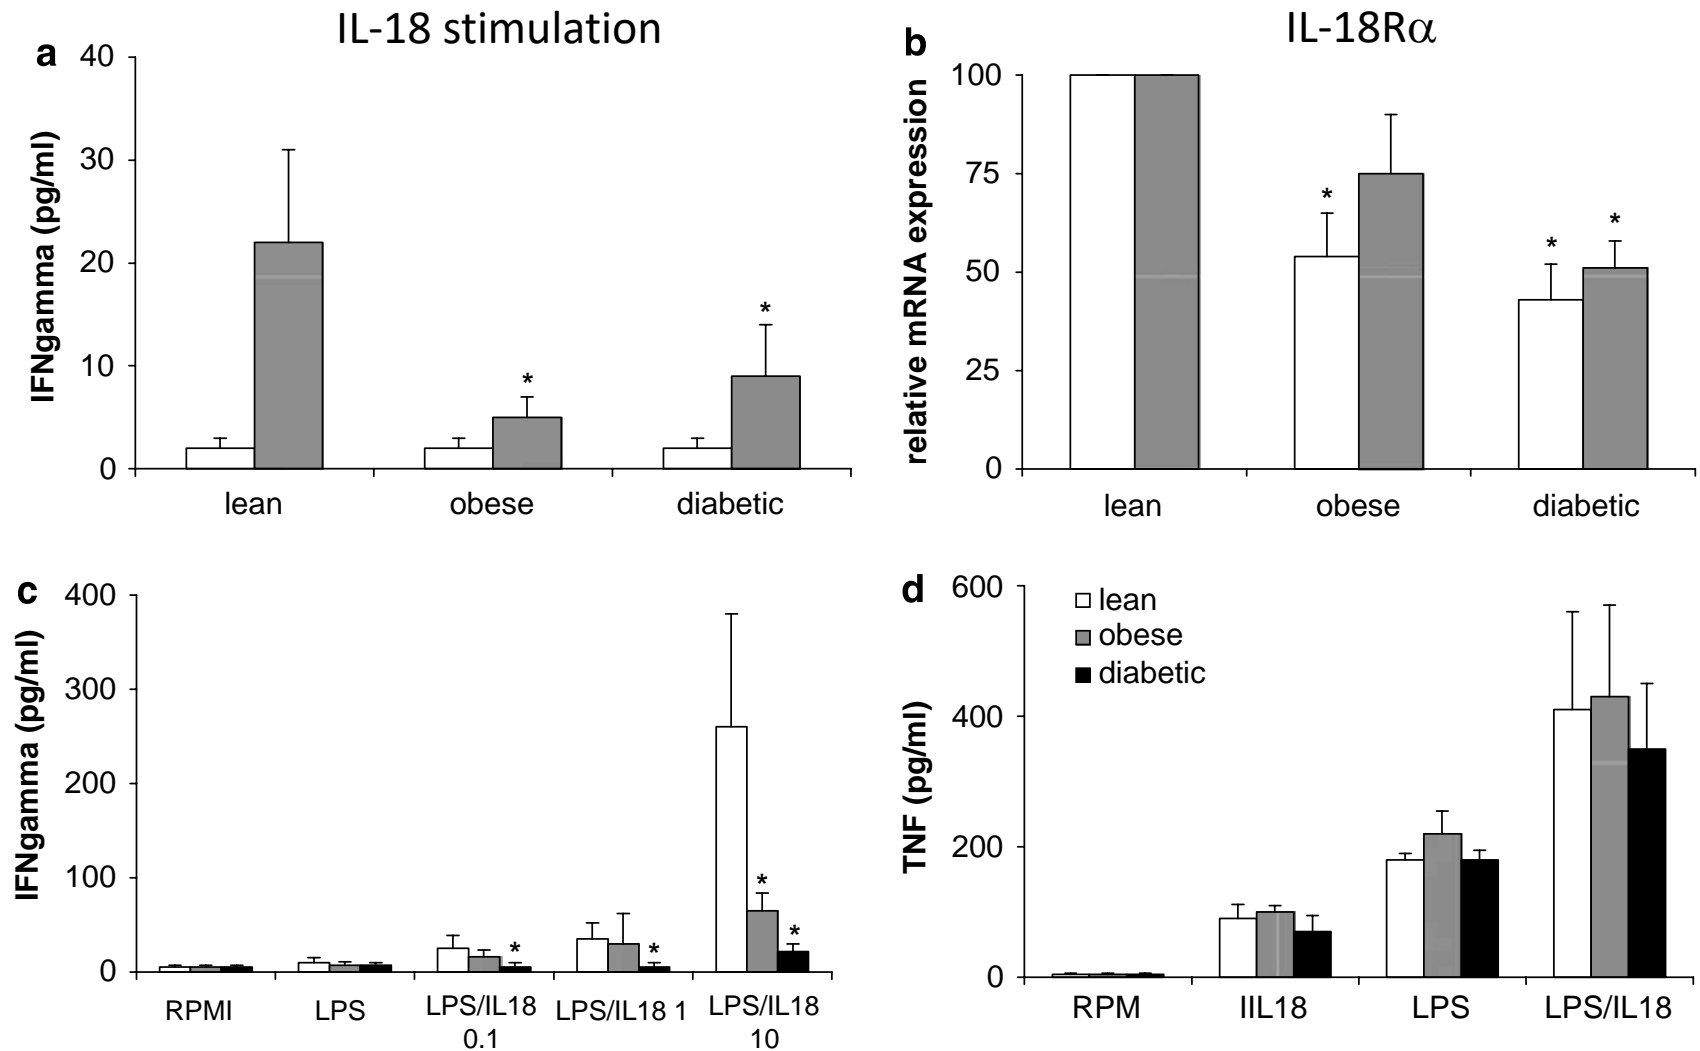 IL-18 stimulation
a
IFNgamma (pg/ml)
40
30
20
10
0
*
*
lean obese diabetic
IL-18Rα
b
relative mRNA expression
100
75
50
25
0
*
*
*
lean obese diabetic
c
IFNgamma (pg/ml)
400
300
200
100
0
*
*
*
*
RPMI LPS LPS/IL18 LPS/IL18 1 LPS/IL18
0.1 10
d
TNF (pg/ml)
600
400
200
0
lean
obese
diabetic
RPM IIL18 LPS LPS/IL18